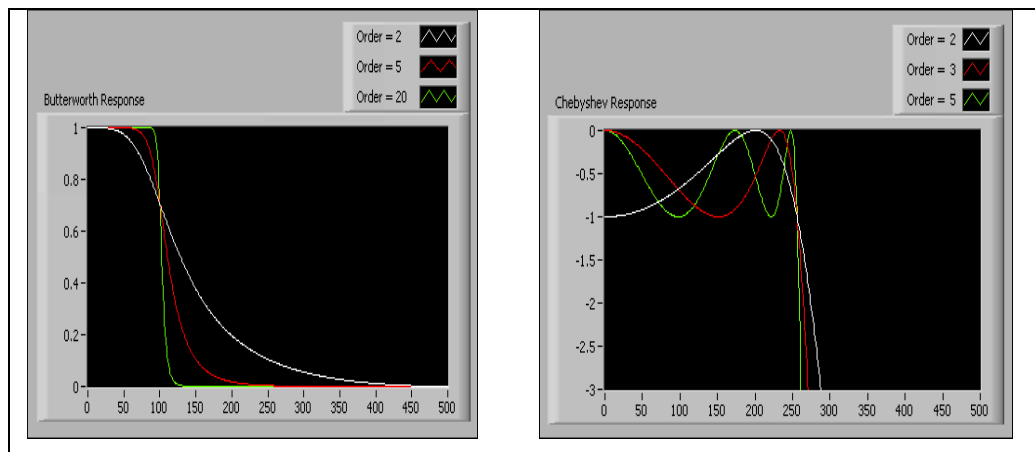 Order = 2
Order = 5
Order = 20
Butterworth Response
1
0.8
0.6
0.4
0.2
0
0 50 100 150 200 250 300 350 400 450 500
Order = 2
Order = 3
Order = 5
Chebyshev Response
0
-0.5
-1
-1.5
-2
-2.5
-3
0 50 100 150 200 250 300 350 400 450 500